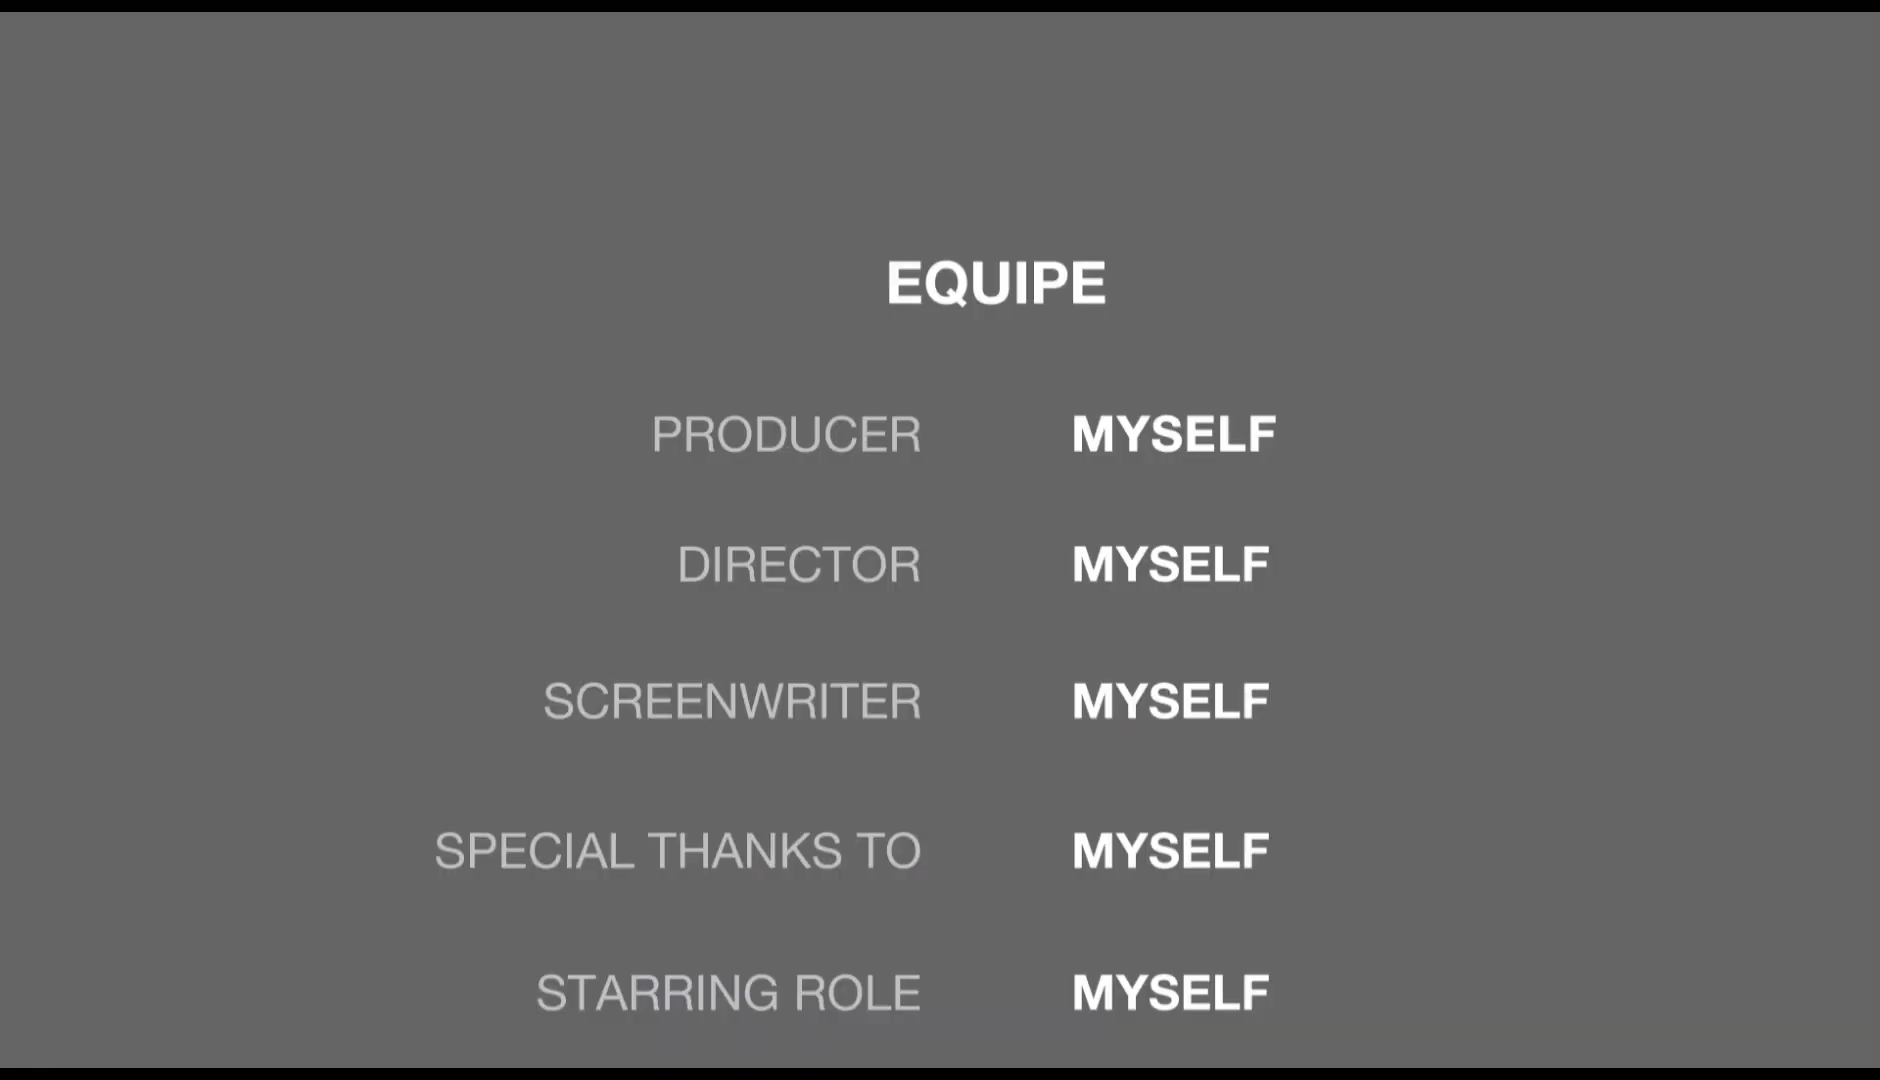 EQUIPE
PRODUCER MYSELF
DIRECTOR MYSELF
SCREENWRITER MYSELF
SPECIAL THANKS TO MYSELF
STARRING ROLE MYSELF